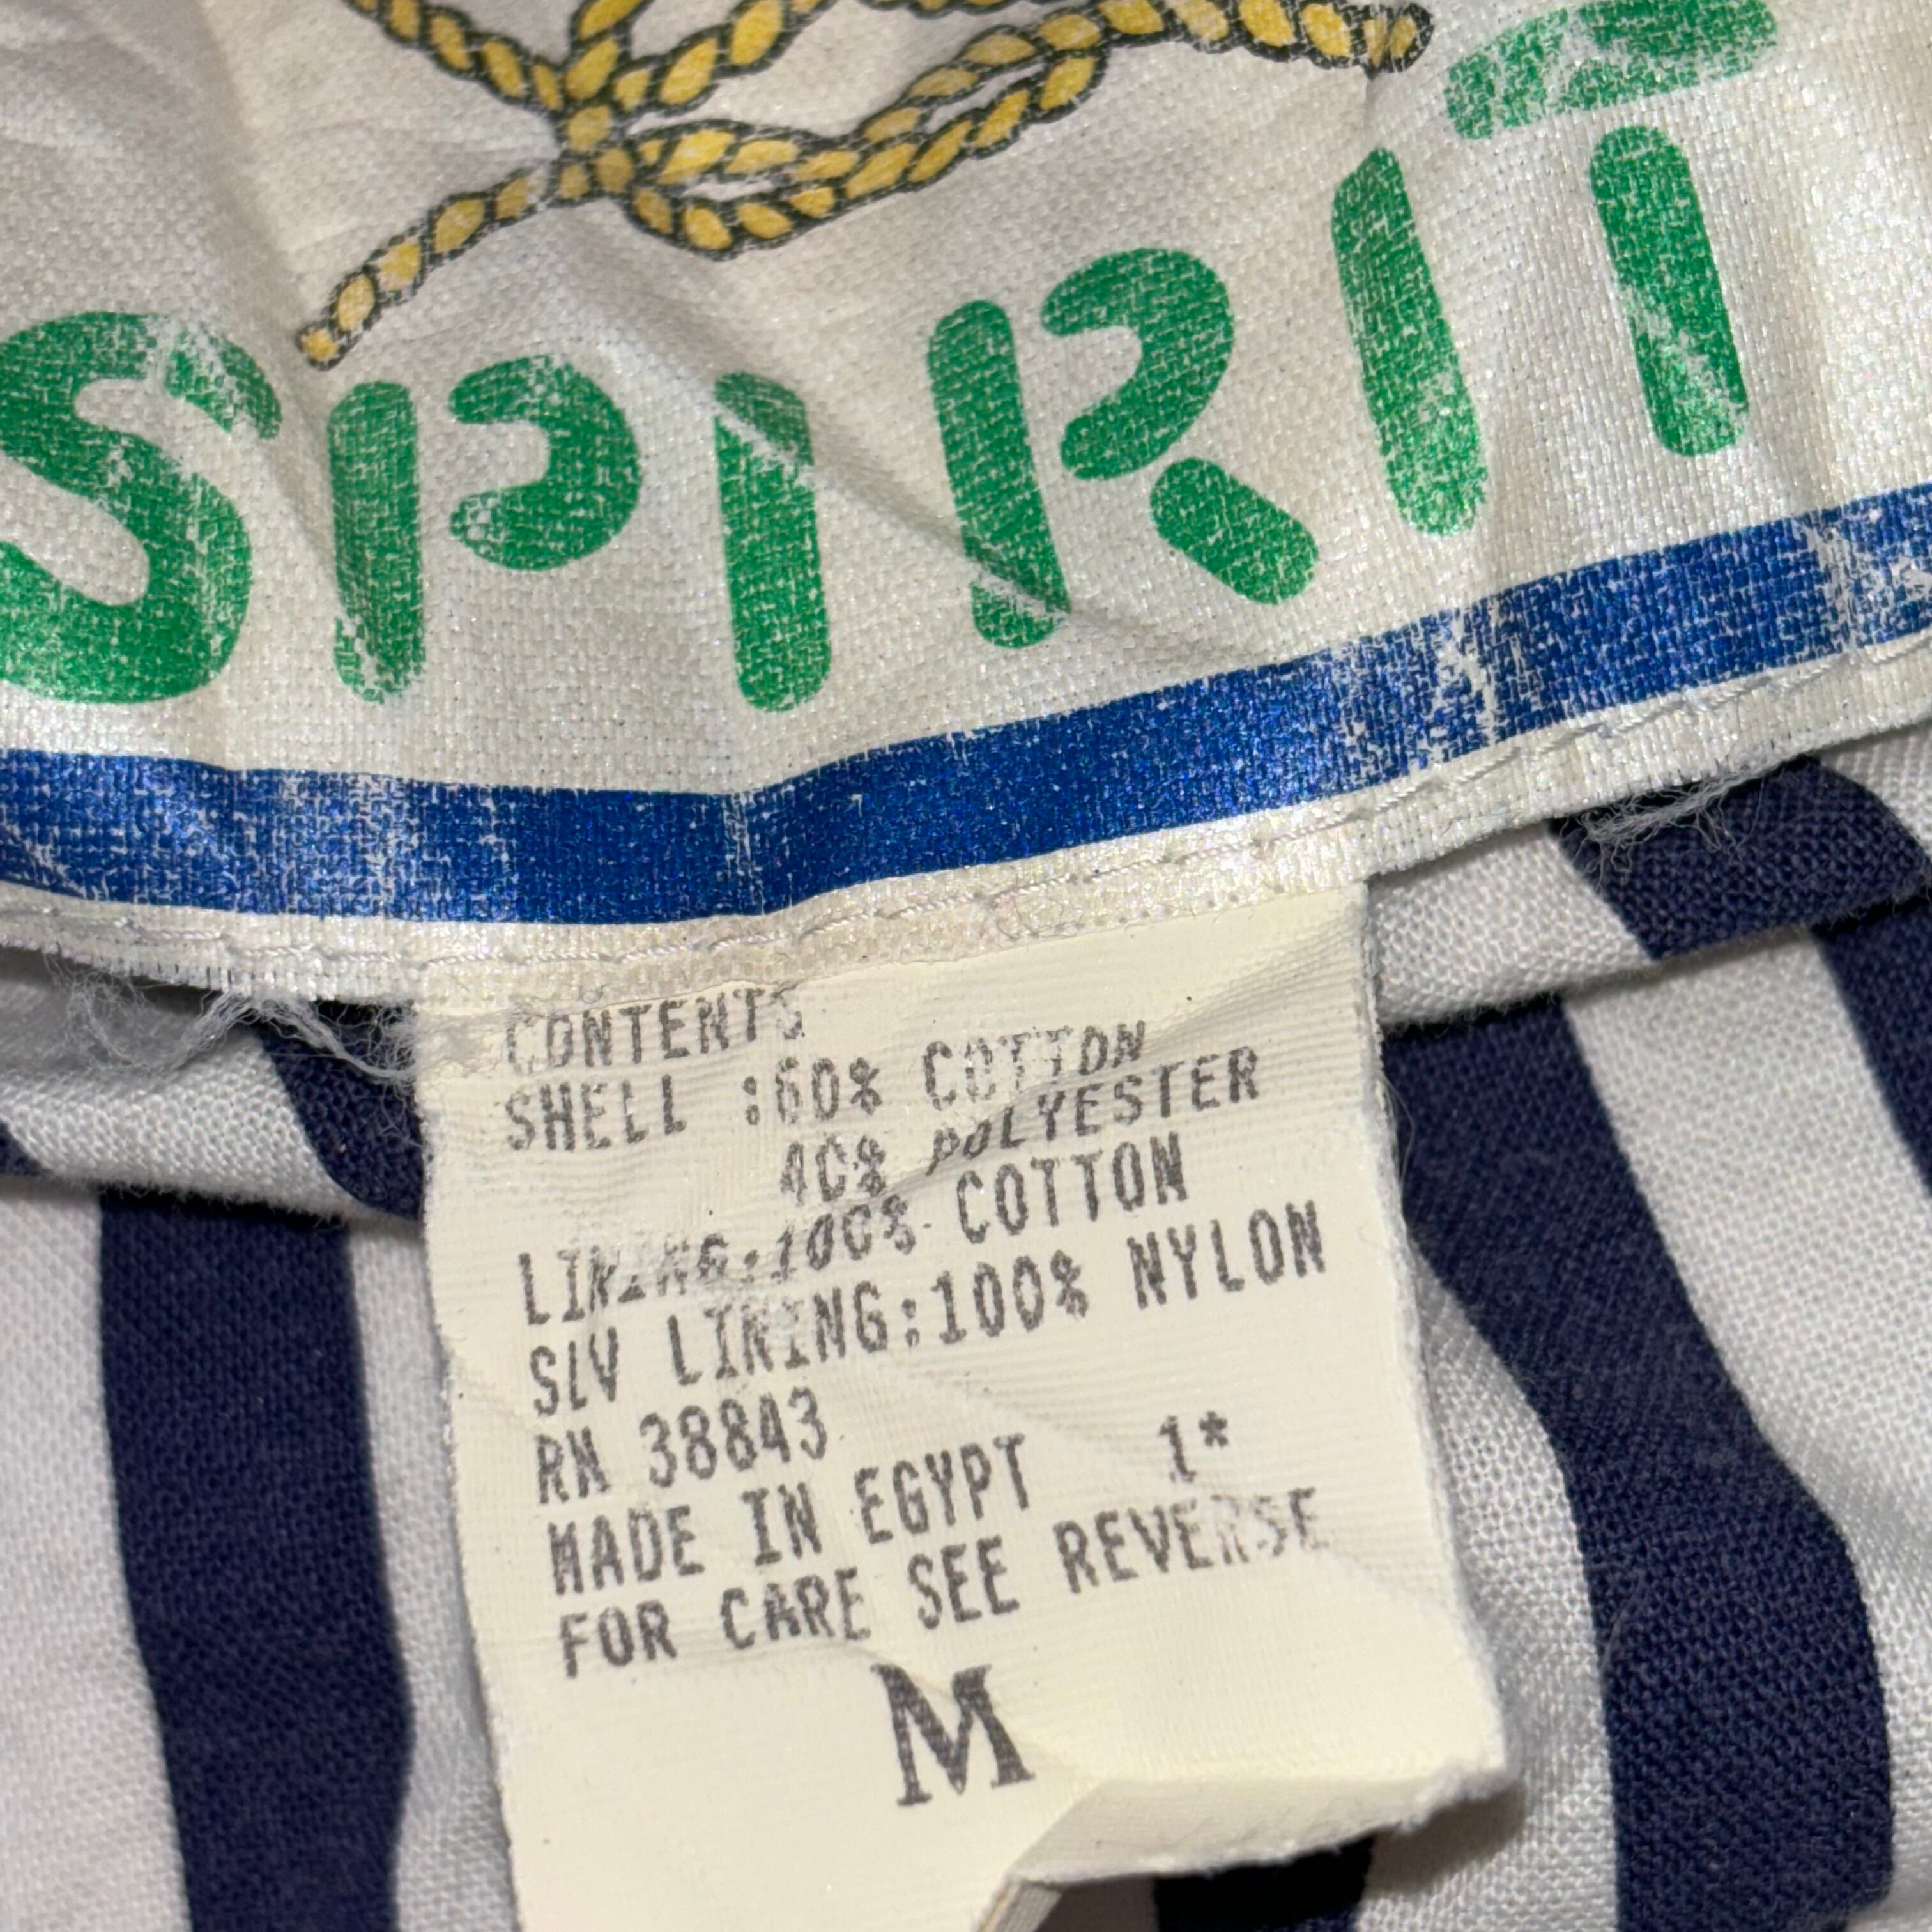 SPIRIT
CONTENTS
SHELL :60% COTTON
40% POLYESTER
LINING:100% COTTON
SLV LINING:100% NYLON
RN 38843
MADE IN EGYPT 1*
FOR CARE SEE REVERSE
M